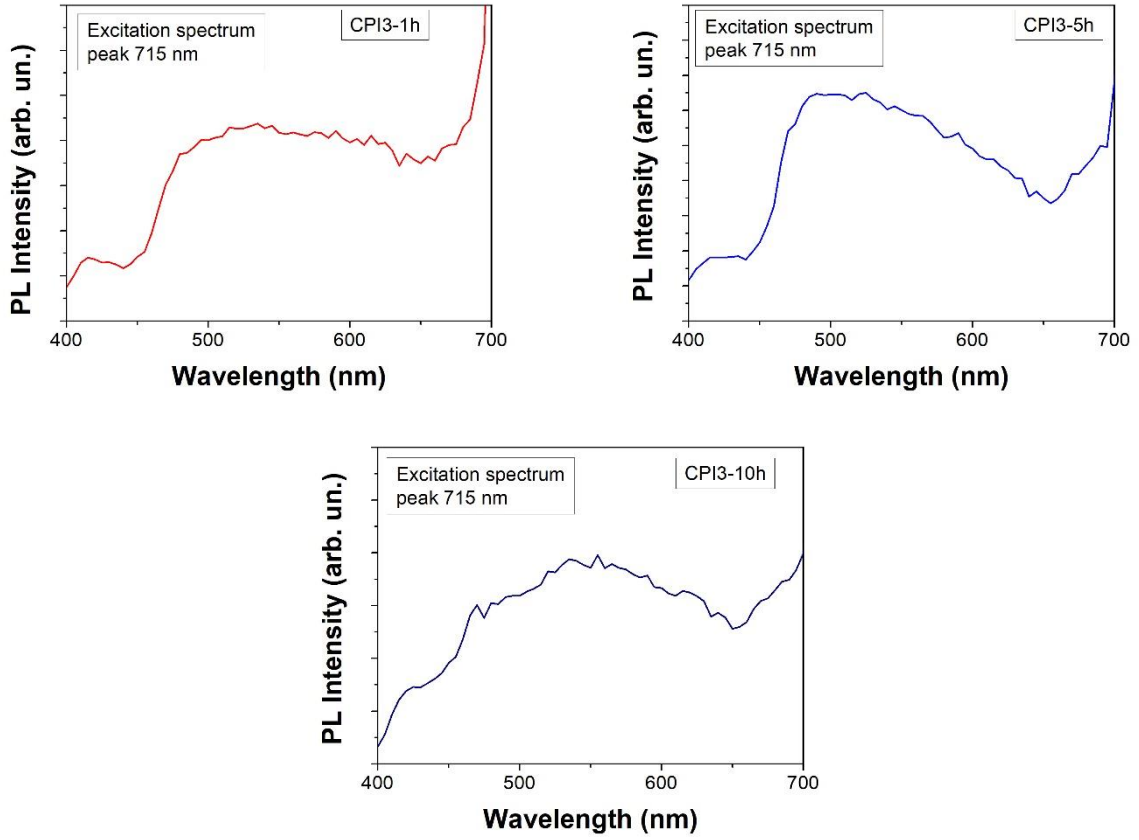 Excitation spectrum
peak 715 nm
CPI3-1h
PL Intensity (arb. un.)
400
500
600
700
Wavelength (nm)
Excitation spectrum
peak 715 nm
CPI3-5h
PL Intensity (arb. un.)
400
500
600
700
Wavelength (nm)
Excitation spectrum
peak 715 nm
CPI3-10h
PL Intensity (arb. un.)
400
500
600
700
Wavelength (nm)